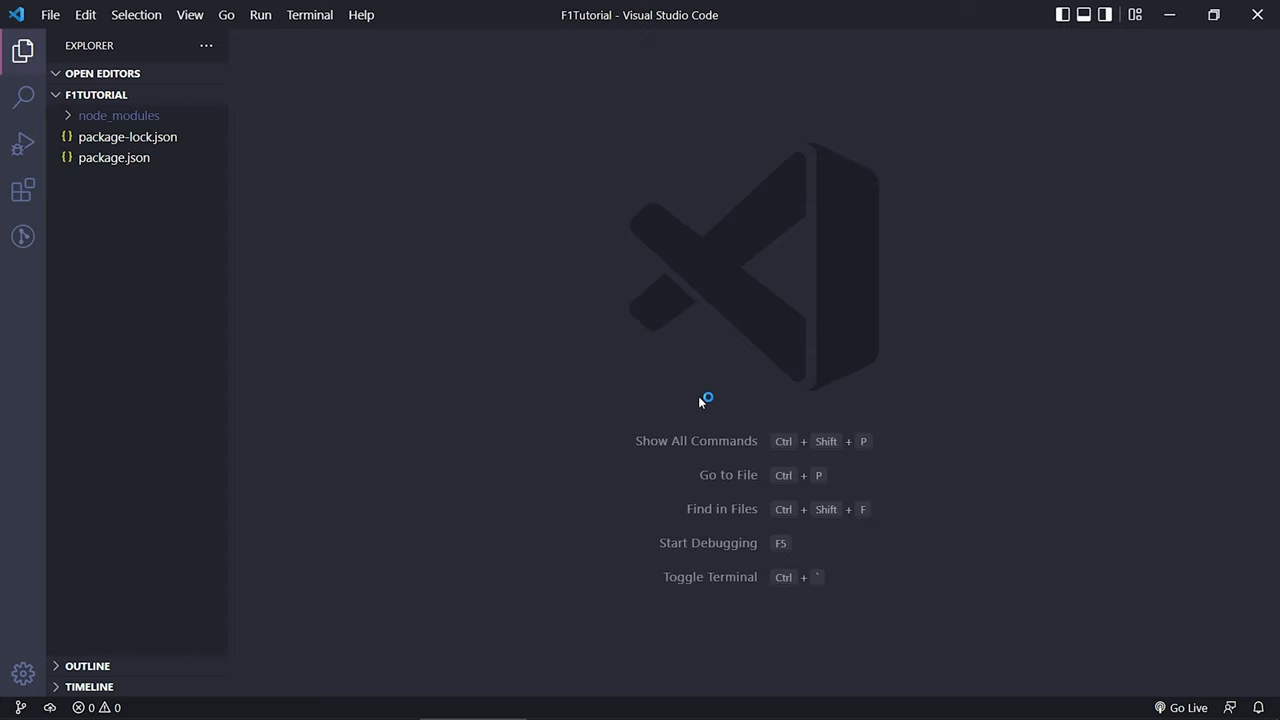 File Edit Selection View Go Run Terminal Help
F1Tutorial - Visual Studio Code
EXPLORER
OPEN EDITORS
F1TUTORIAL
node_modules
{} package-lock.json
{} package.json
Show All Commands Ctrl + Shift + P
Go to File Ctrl + P
Find in Files Ctrl + Shift + F
Start Debugging F5
Toggle Terminal Ctrl + `
OUTLINE
TIMELINE
0 0
Go Live